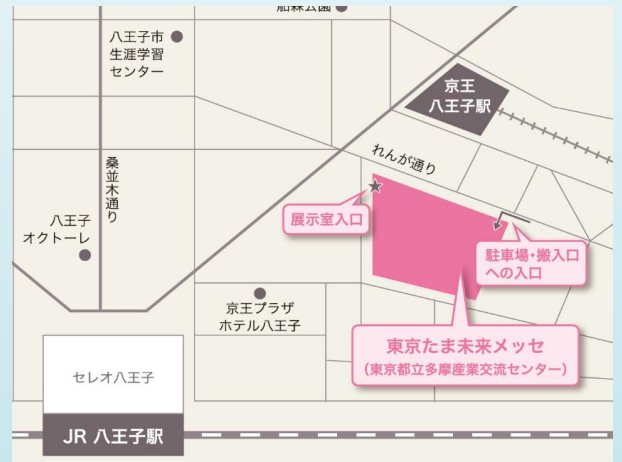 船森公園
八王子市
生涯学習
センター
京王
八王子駅
れんが通り
桑並木通り
展示室入口
八王子
オクトーレ
駐車場・搬入口
への入口
京王プラザ
ホテル八王子
東京たま未来メッセ
(東京都立多摩産業交流センター)
セレオ八王子
JR 八王子駅